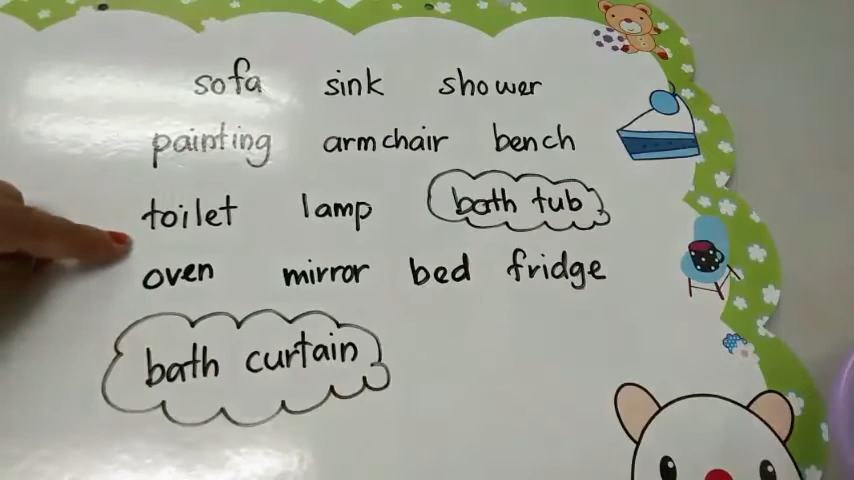 sofa sink shower
painting armchair bench
toilet lamp bath tub
oven mirror bed fridge
bath curtain